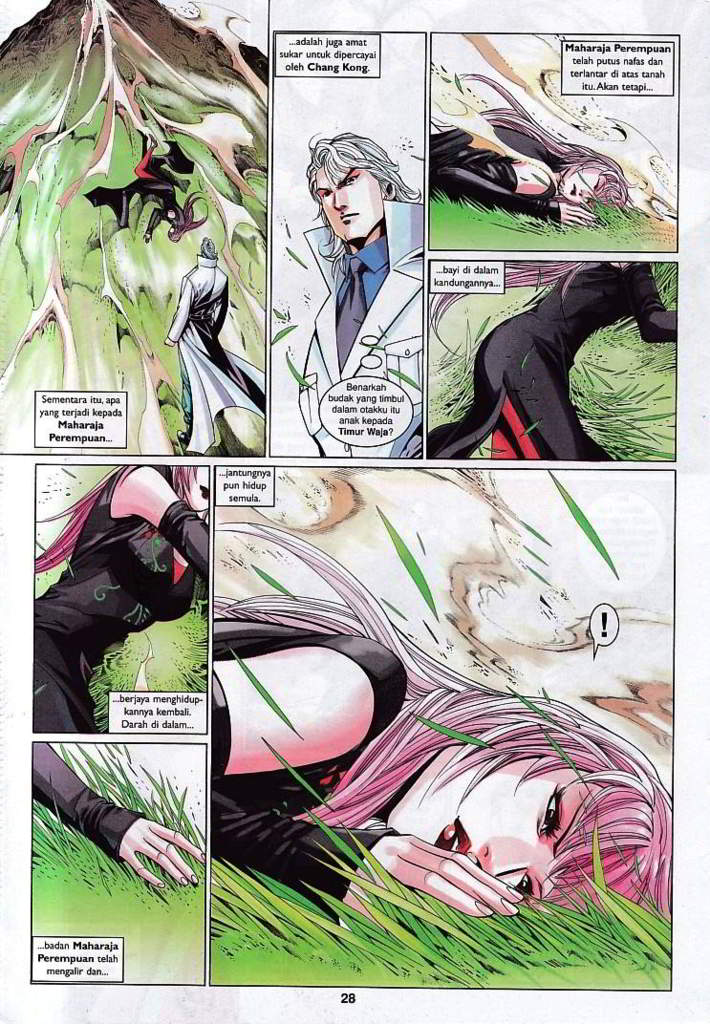 Sementara itu, apa
yang terjadi kepada
Maharaja
Perempuan...
...adalah juga amat
sukar untuk dipercayai
oleh Chang Kong.
Benarkah
budak yang timbul
dalam otakku itu
anak kepada
Timur Waja?
Maharaja Perempuan
telah putus nafas dan
terlantar di atas tanah
itu. Akan tetapi...
...bayi di dalam
kandungannya...
...berjaya menghidup-
kannya kembali.
Darah di dalam...
...badan Maharaja
Perempuan telah
mengalir dan...
...jantungnya
pun hidup
semula.
!
28